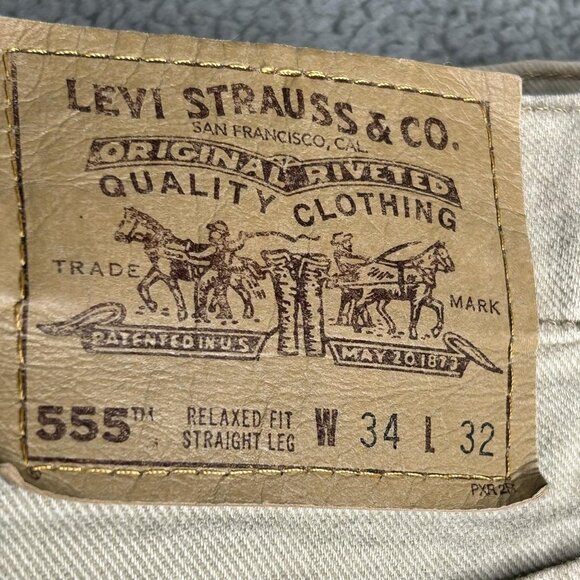 LEVI STRAUSS & CO.
SAN FRANCISCO, CAL.
ORIGINAL RIVETED
QUALITY CLOTHING
TRADE MARK
PATENTED IN U.S. MAY 20 1873
555™ RELAXED FIT STRAIGHT LEG W 34 L 32